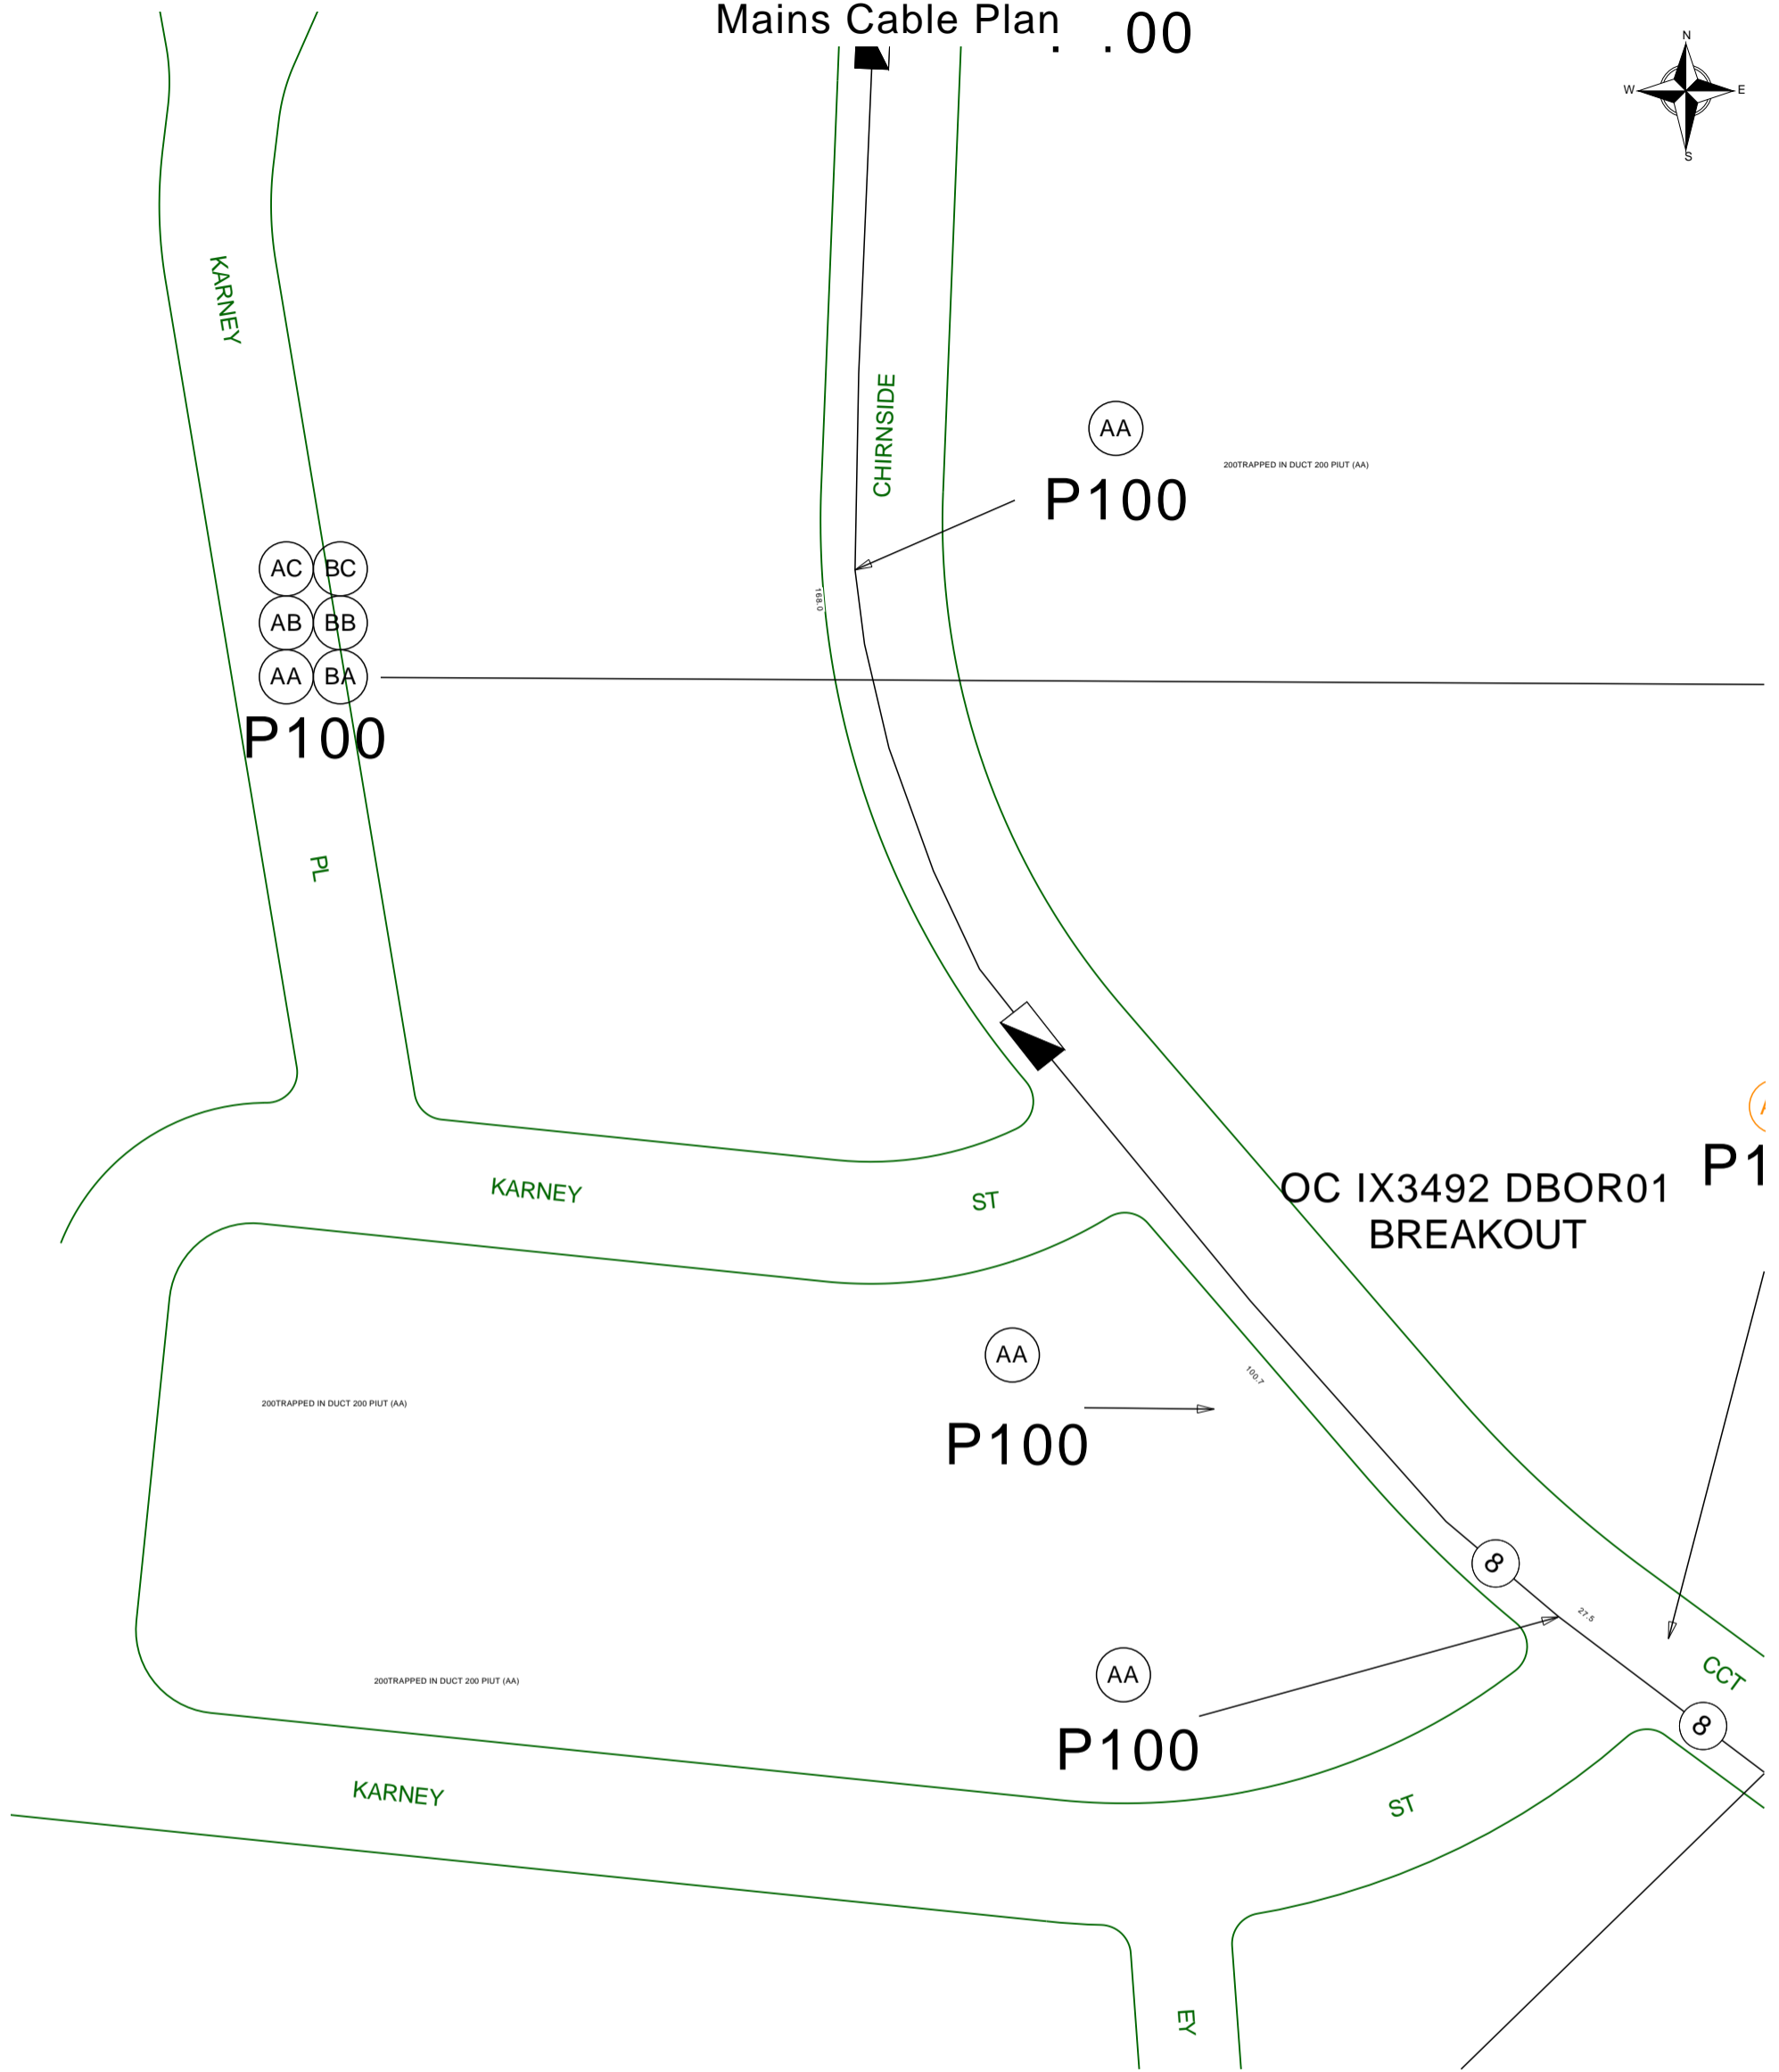 Mains Cable Plan
N
W
E
S
KARNEY
CHIRNSIDE
AA
200TRAPPED IN DUCT 200 PIUT (AA)
P100
AC BC
AB BB
AA BA
P100
168.0
PL
KARNEY
ST
P1
OC IX3492 DBOR01
BREAKOUT
AA
100.7
200TRAPPED IN DUCT 200 PIUT (AA)
P100
8
27.5
AA
200TRAPPED IN DUCT 200 PIUT (AA)
P100
CCT
8
KARNEY
ST
EY